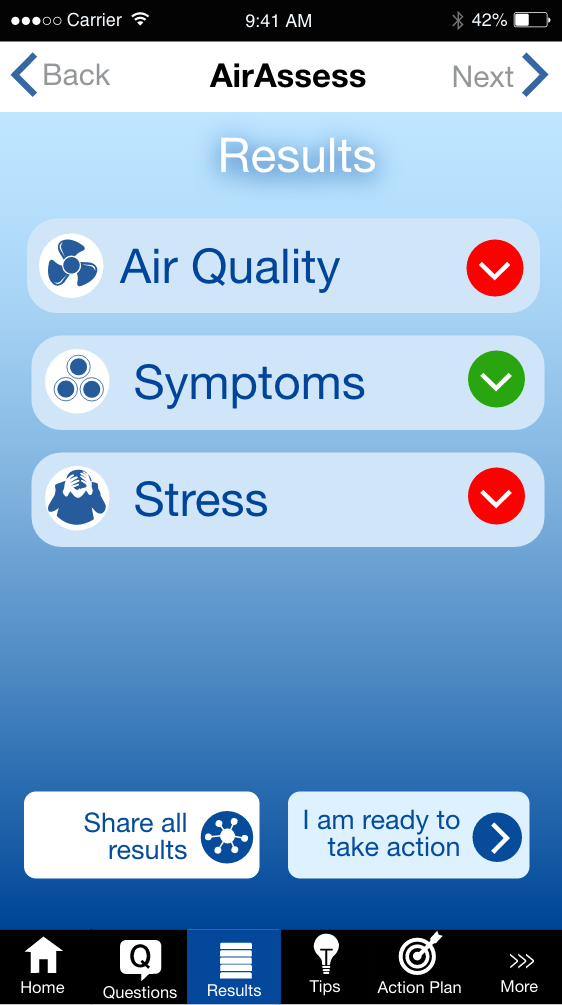 Carrier 9:41 AM 42%
Back AirAssess Next
Results
Air Quality
Symptoms
Stress
Share all
results
I am ready to
take action
Q
T
Home Questions Results Tips Action Plan More